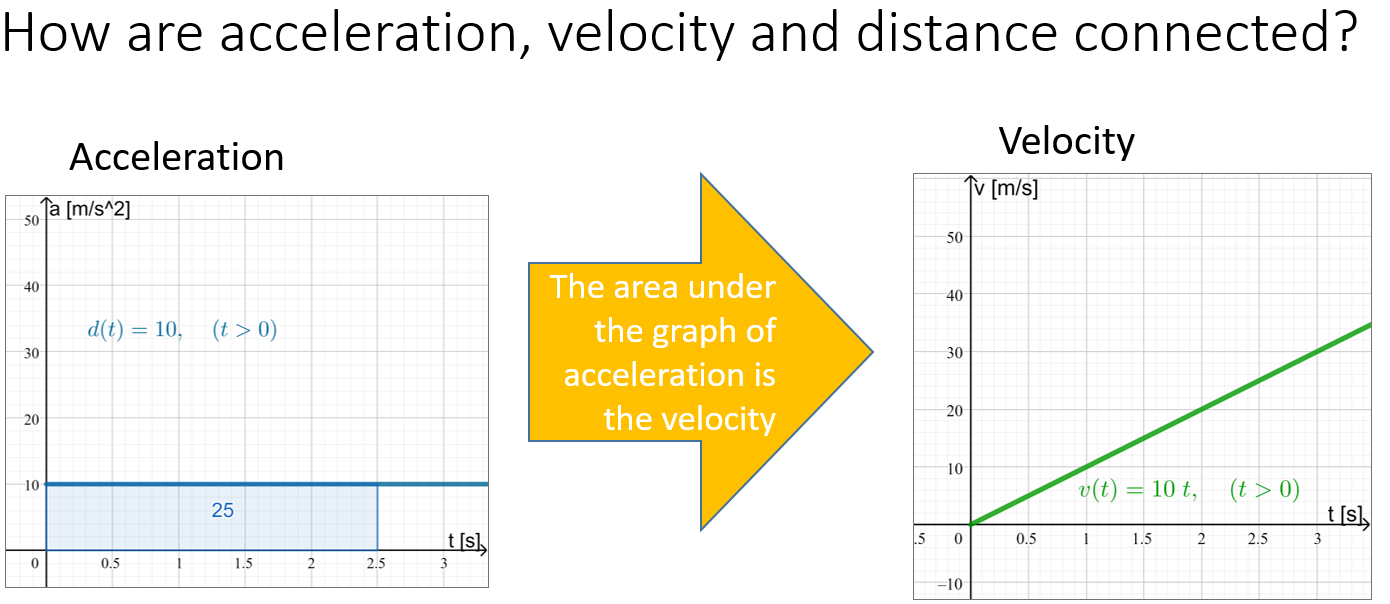 How are acceleration, velocity and distance connected?
Acceleration
a [m/s^2]
50
40
d(t) = 10, (t > 0)
30
20
10
25
t [s]
0 0.5 1 1.5 2 2.5 3
The area under
the graph of
acceleration is
the velocity
Velocity
v [m/s]
50
40
30
20
10
v(t) = 10 t, (t > 0)
t [s]
.5 0 0.5 1 1.5 2 2.5 3
−10